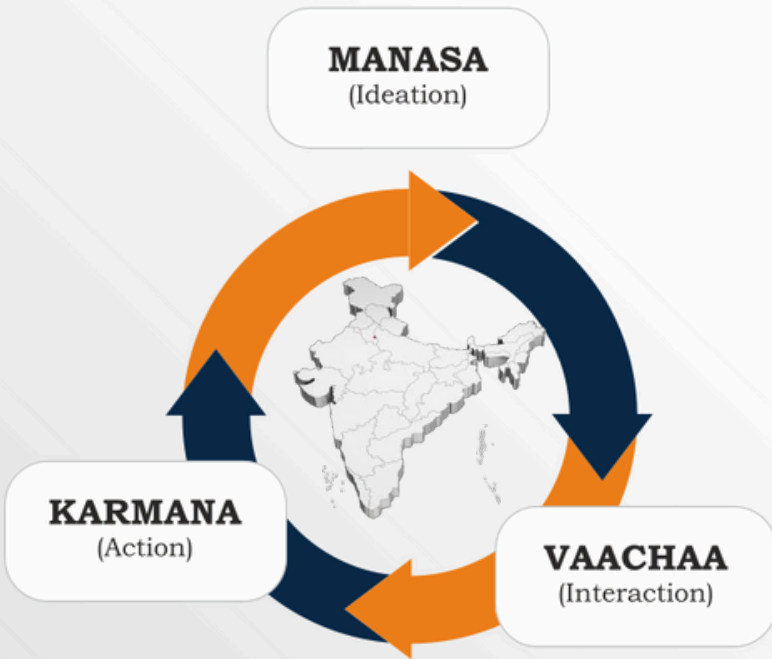 MANASA
(Ideation)
KARMANA
(Action)
VAACHAA
(Interaction)